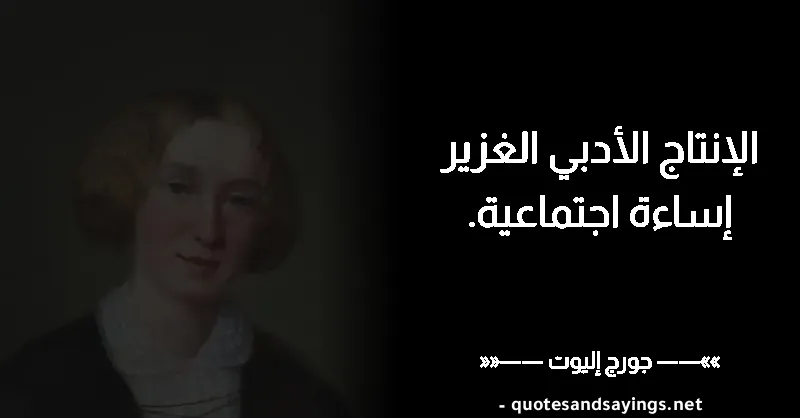 الإنتاج الأدبي الغزير
إساءة اجتماعية.
»»—— جورج إليوت ——««
- quotesandsayings.net